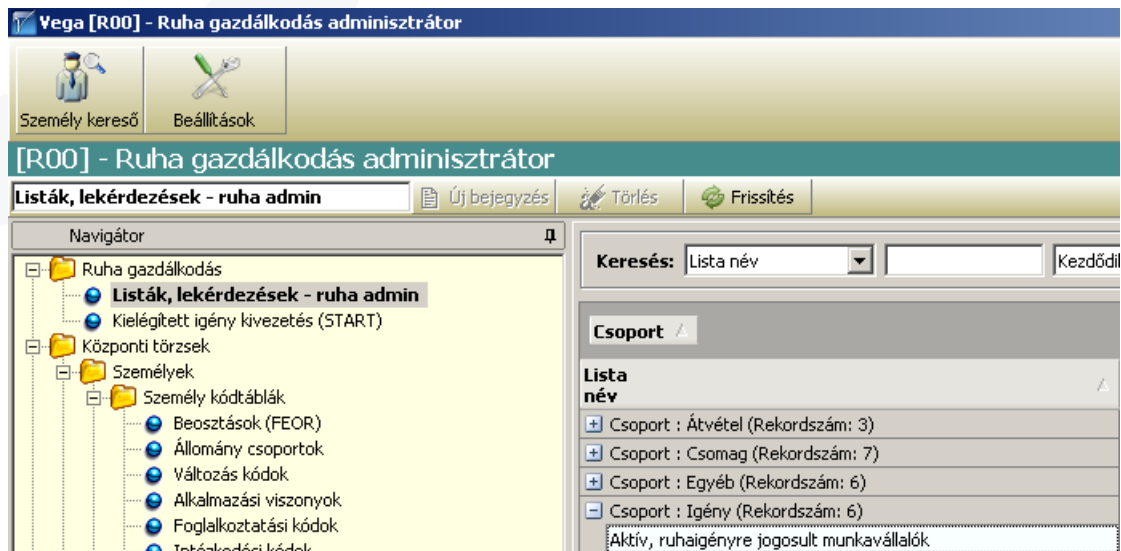 Vega [R00] - Ruha gazdálkodás adminisztrátor
Személy kereső
Beállítások
[R00] - Ruha gazdálkodás adminisztrátor
Listák, lekérdezések - ruha admin
Új bejegyzés
Törlés
Frissítés
Navigátor
Ruha gazdálkodás
Listák, lekérdezések - ruha admin
Kielégített igény kivezetés (START)
Központi törzsek
Személyek
Személy kódtáblák
Beosztások (FEOR)
Állomány csoportok
Változás kódok
Alkalmazási viszonyok
Foglalkoztatási kódok
Intézkedési kódok
Keresés: Lista név
Csoport
Lista
név
Csoport : Átvétel (Rekordszám: 3)
Csoport : Csomag (Rekordszám: 7)
Csoport : Egyéb (Rekordszám: 6)
Csoport : Igény (Rekordszám: 6)
Aktív, ruhaigényre jogosult munkavállalók